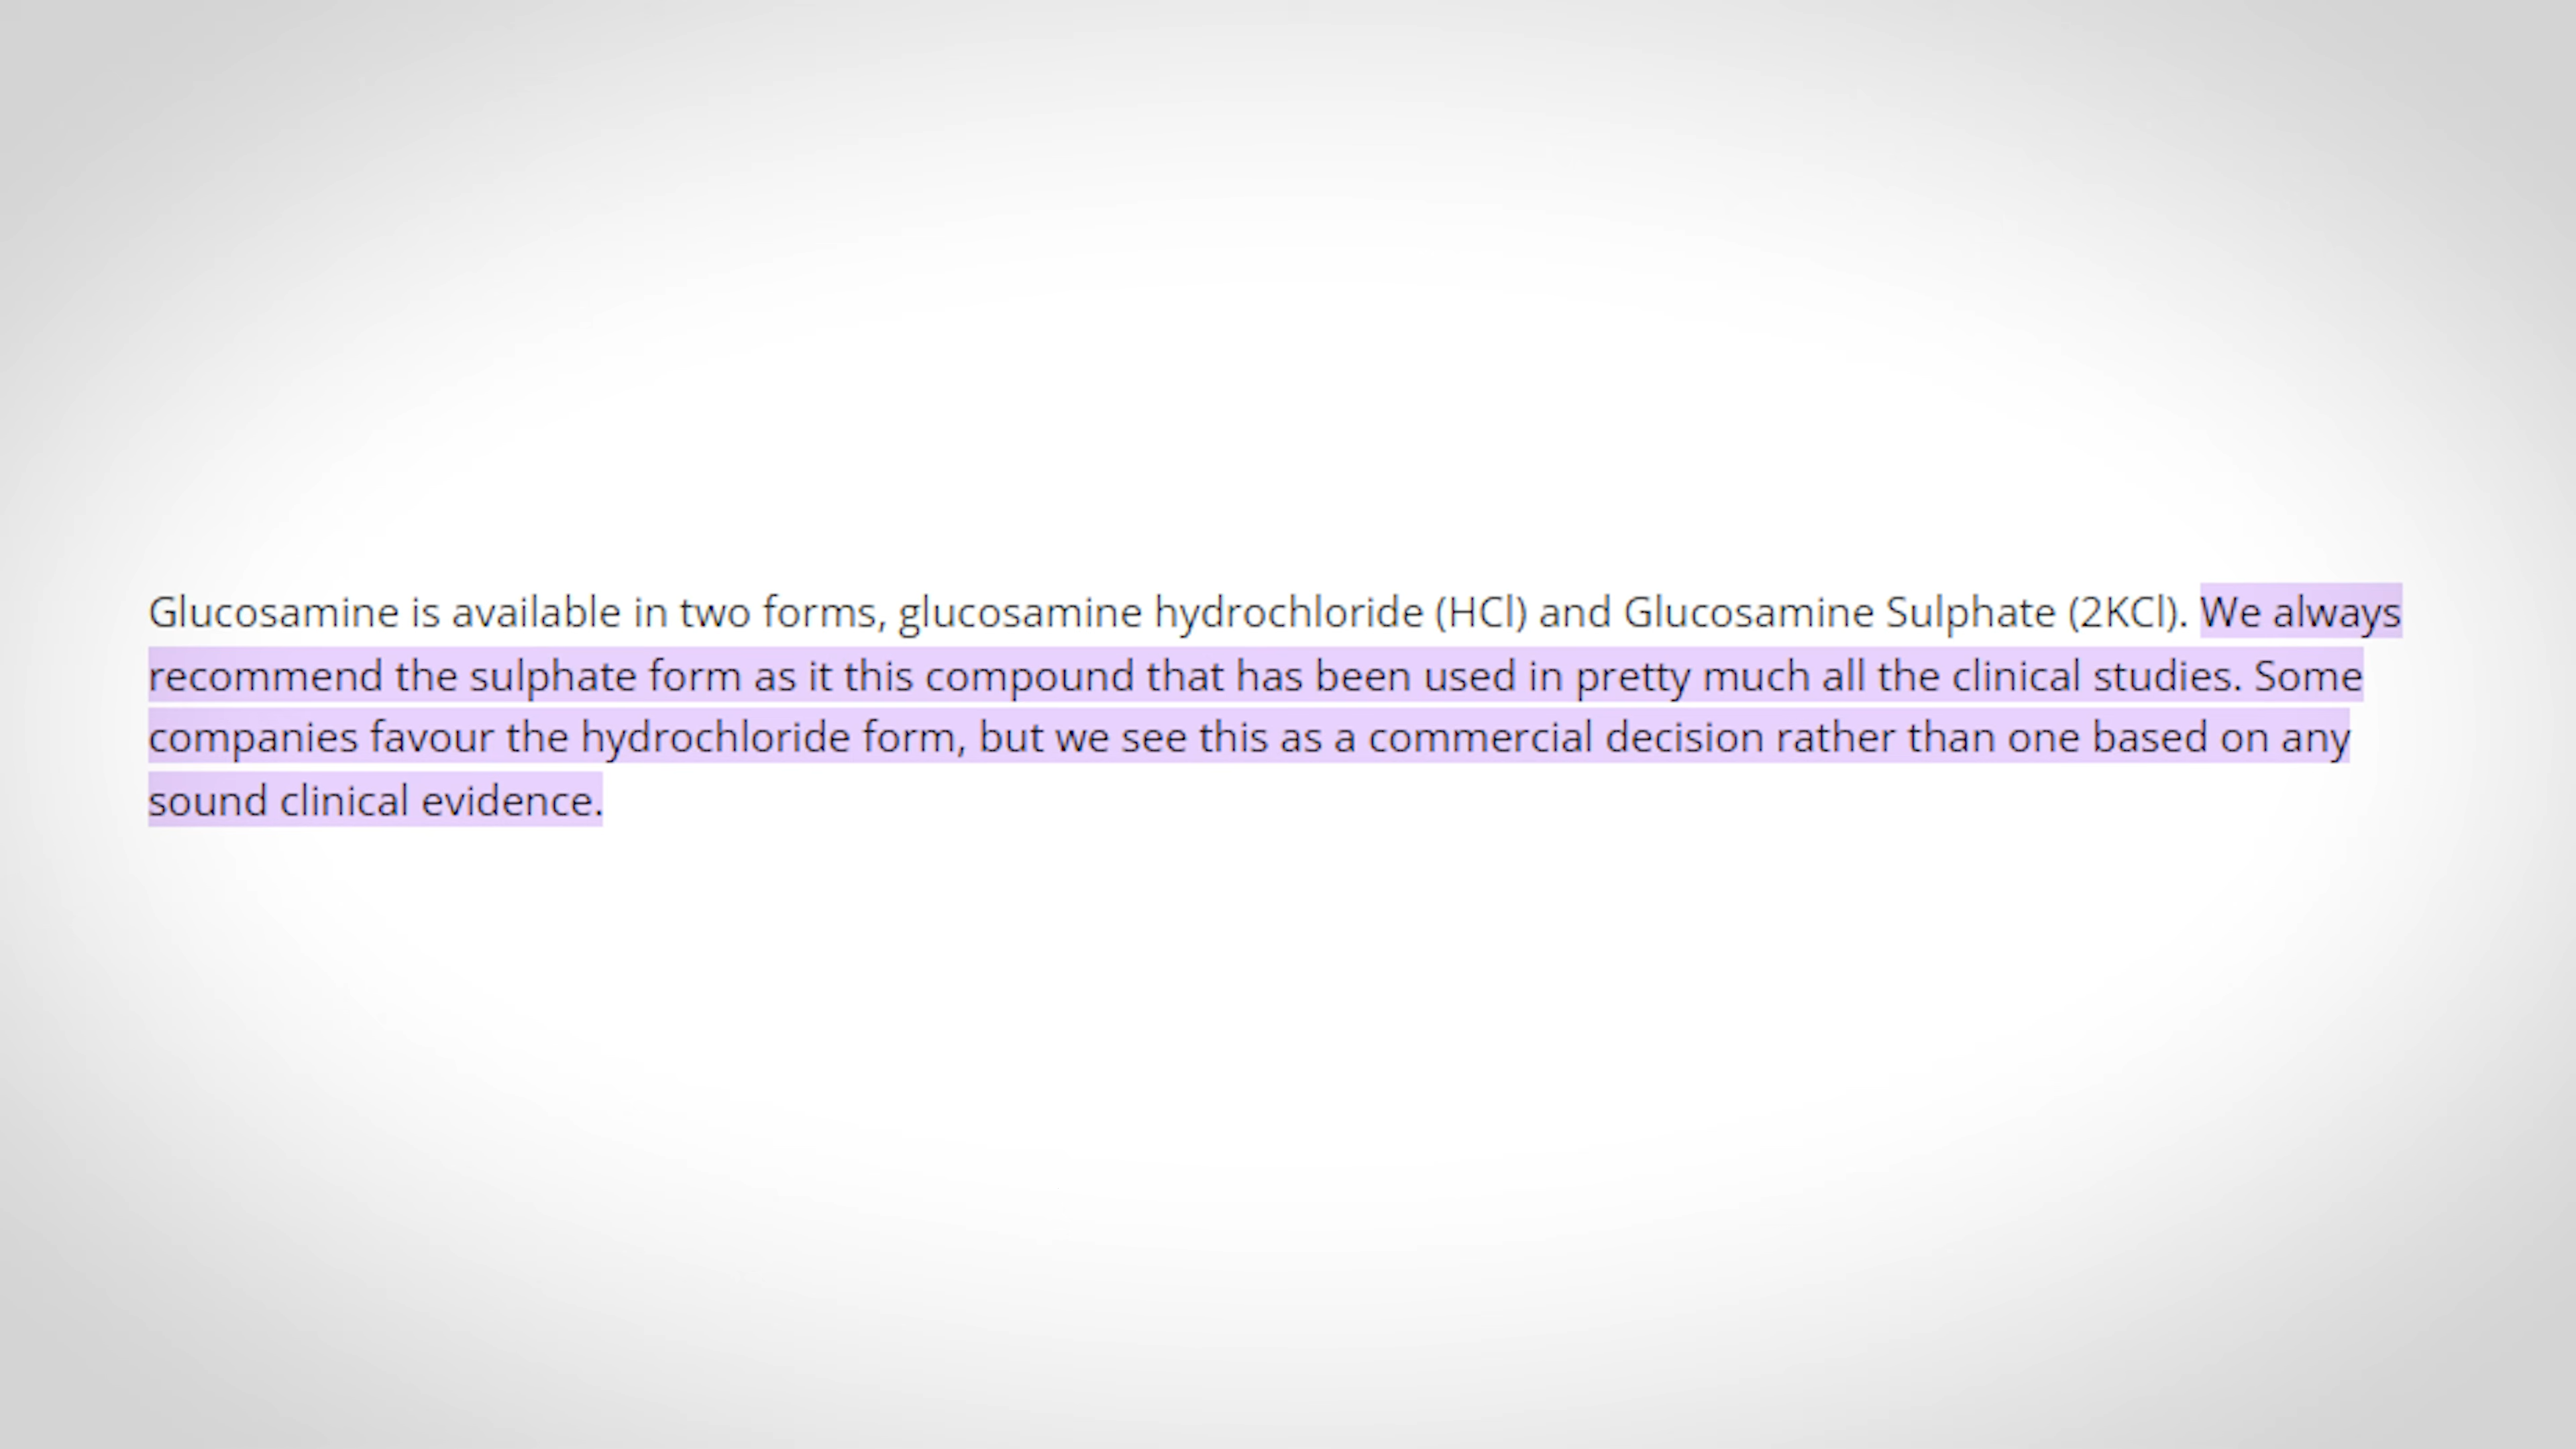 Glucosamine is available in two forms, glucosamine hydrochloride (HCl) and Glucosamine Sulphate (2KCl). We always
recommend the sulphate form as it this compound that has been used in pretty much all the clinical studies. Some
companies favour the hydrochloride form, but we see this as a commercial decision rather than one based on any
sound clinical evidence.